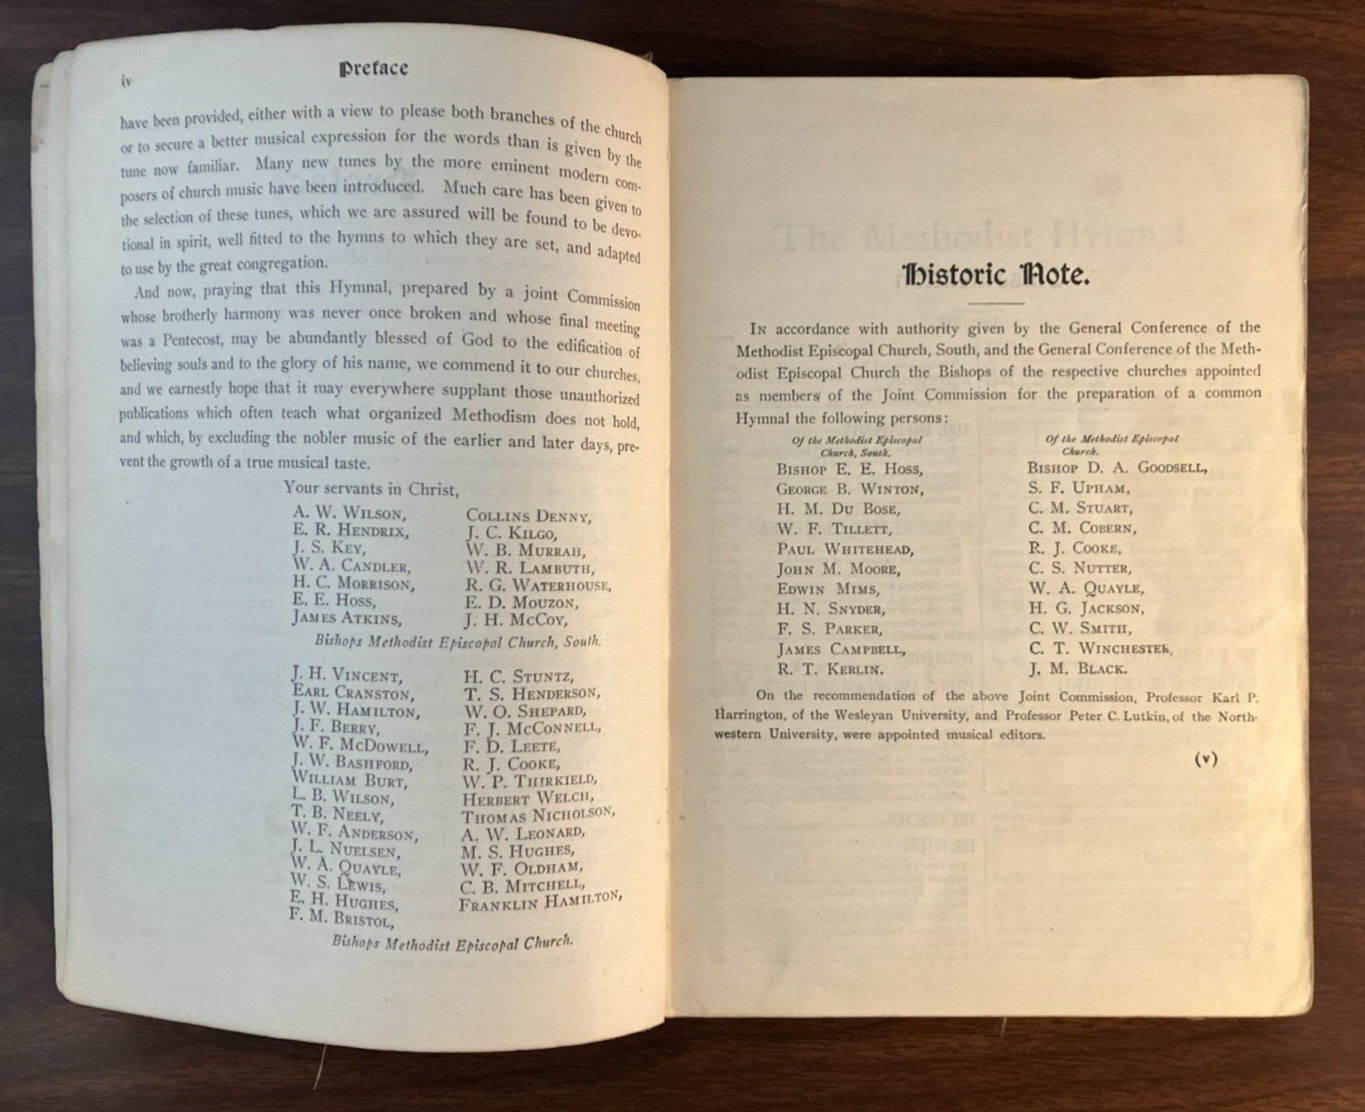 iv
Preface
have been provided, either with a view to please both branches of the church
or to secure a better musical expression for the words than is given by the
tune now familiar. Many new tunes by the more eminent modern com-
posers of church music have been introduced. Much care has been given to
the selection of these tunes, which we are assured will be found to be devo-
tional in spirit, well fitted to the hymns to which they are set, and adapted
to use by the great congregation.
And now, praying that this Hymnal, prepared by a joint Commission
whose brotherly harmony was never once broken and whose final meeting
was a Pentecost, may be abundantly blessed of God to the edification of
believing souls and to the glory of his name, we commend it to our churches,
and we earnestly hope that it may everywhere supplant those unauthorized
publications which often teach what organized Methodism does not hold,
and which, by excluding the nobler music of the earlier and later days, pre-
vent the growth of a true musical taste.
Your servants in Christ,
A. W. WILSON,
E. R. HENDRIX,
J. S. KEY,
W. A. CANDLER,
H. C. MORRISON,
E. E. HOSS,
JAMES ATKINS,
COLLINS DENNY,
J. C. KILGO,
W. B. MURRAH,
W. R. LAMBUTH,
R. G. WATERHOUSE,
E. D. MOUZON,
J. H. McCOY,
Bishops Methodist Episcopal Church, South.
J. H. VINCENT,
EARL CRANSTON,
J. W. HAMILTON,
J. F. BERRY,
W. F. McDOWELL,
J. W. BASHFORD,
WILLIAM BURT,
L. B. WILSON,
T. B. NEELY,
W. F. ANDERSON,
J. L. NUELSEN,
W. A. QUAYLE,
W. S. LEWIS,
E. H. HUGHES,
F. M. BRISTOL,
H. C. STUNTZ,
T. S. HENDERSON,
W. O. SHEPARD,
F. J. McCONNELL,
F. D. LEETE,
R. J. COOKE,
W. P. THIRKIELD,
HERBERT WELCH,
THOMAS NICHOLSON,
A. W. LEONARD,
M. S. HUGHES,
W. F. OLDHAM,
C. B. MITCHELL,
FRANKLIN HAMILTON,
Bishops Methodist Episcopal Church.
The Methodist Hymnal
Historic Note.
IN accordance with authority given by the General Conference of the
Methodist Episcopal Church, South, and the General Conference of the Meth-
odist Episcopal Church the Bishops of the respective churches appointed
as members of the Joint Commission for the preparation of a common
Hymnal the following persons:
Of the Methodist Episcopal
Church, South.
BISHOP E. E. HOSS,
GEORGE B. WINTON,
H. M. DU BOSE,
W. F. TILLETT,
PAUL WHITEHEAD,
JOHN M. MOORE,
EDWIN MIMS,
H. N. SNYDER,
F. S. PARKER,
JAMES CAMPBELL,
R. T. KERLIN.
Of the Methodist Episcopal
Church.
BISHOP D. A. GOODSELL,
S. F. UPHAM,
C. M. STUART,
C. M. COBERN,
R. J. COOKE,
C. S. NUTTER,
W. A. QUAYLE,
H. G. JACKSON,
C. W. SMITH,
C. T. WINCHESTER,
J. M. BLACK.
On the recommendation of the above Joint Commission, Professor Karl P.
Harrington, of the Wesleyan University, and Professor Peter C. Lutkin, of the North-
western University, were appointed musical editors.
(v)